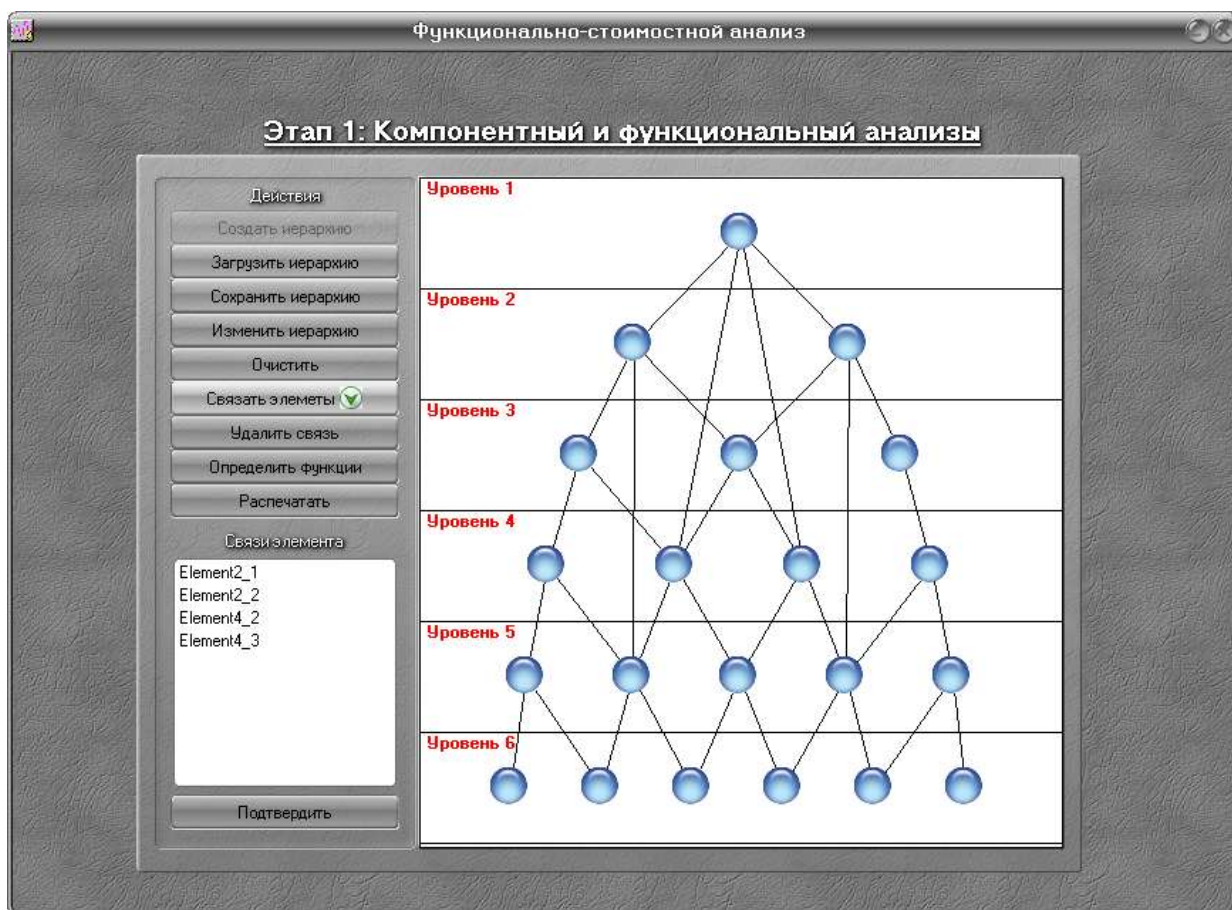 Функционально-стоимостной анализ
Этап 1: Компонентный и функциональный анализы
Действия
Создать иерархию
Загрузить иерархию
Сохранить иерархию
Изменить иерархию
Очистить
Связать элеметы
Удалить связь
Определить функции
Распечатать
Связи элемента
Element2_1
Element2_2
Element4_2
Element4_3
Подтвердить
Уровень 1
Уровень 2
Уровень 3
Уровень 4
Уровень 5
Уровень 6